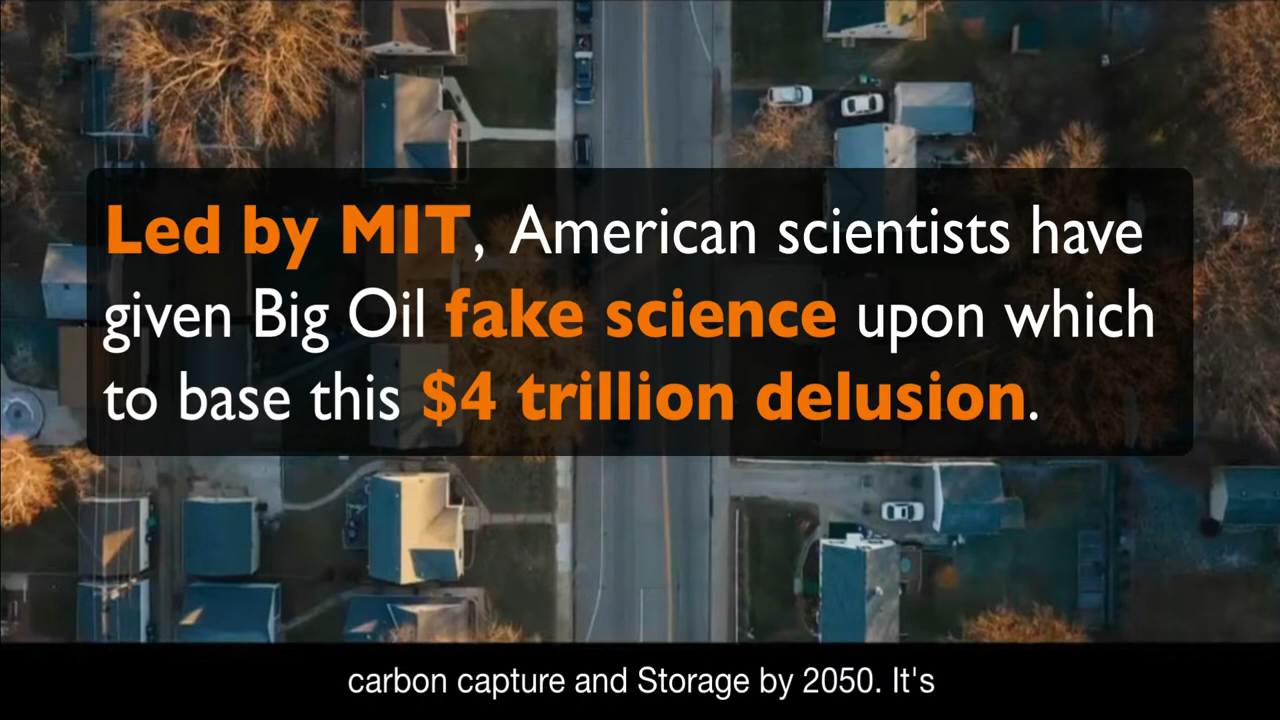 Led by MIT, American scientists have
given Big Oil fake science upon which
to base this $4 trillion delusion.
carbon capture and Storage by 2050. It's